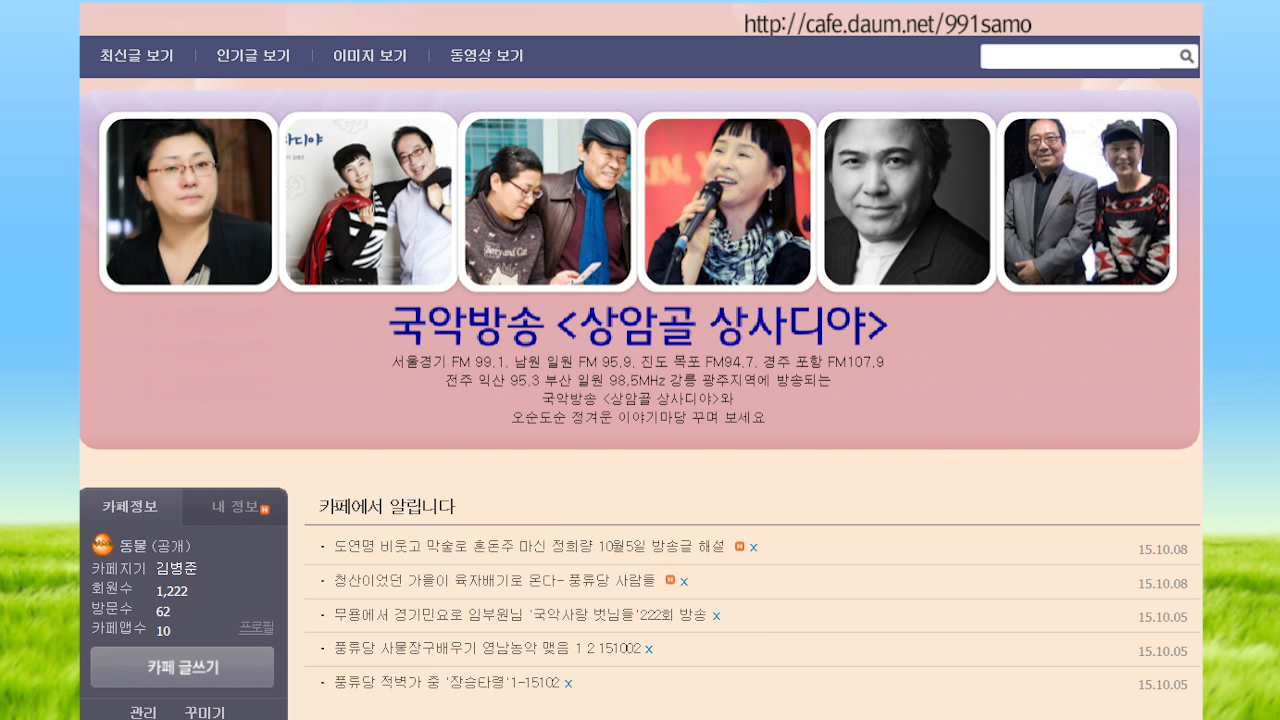 http://cafe.daum.net/991samo
최신글 보기 | 인기글 보기 | 이미지 보기 | 동영상 보기
사디야
Berry and Cat
KIM, Y
국악방송 <상암골 상사디야>
서울경기 FM 99.1, 남원 일원 FM 95.9, 진도 목포 FM94.7, 경주 포항 FM107.9
전주 익산 95.3 부산 일원 98.5MHz 강릉 광주지역에 방송되는
국악방송 <상암골 상사디야>와
오순도순 정겨운 이야기마당 꾸며 보세요
카페정보 내 정보 N
동물 (공개)
카페지기 김병준
회원수 1,222
방문수 62
카페앱수 10 프로필
카페 글쓰기
관리 꾸미기
카페에서 알립니다
· 도연명 비웃고 막술로 혼돈주 마신 정희량 10월5일 방송글 해설 N x 15.10.08
· 청산이었던 가을이 육자배기로 온다- 풍류당 사람들 N x 15.10.08
· 무용에서 경기민요로 임부원님 '국악사랑 벗님들'222회 방송 x 15.10.05
· 풍류당 사물장구배우기 영남농악 맺음 1 2 151002 x 15.10.05
· 풍류당 적벽가 중 '장승타령'1-15102 x 15.10.05